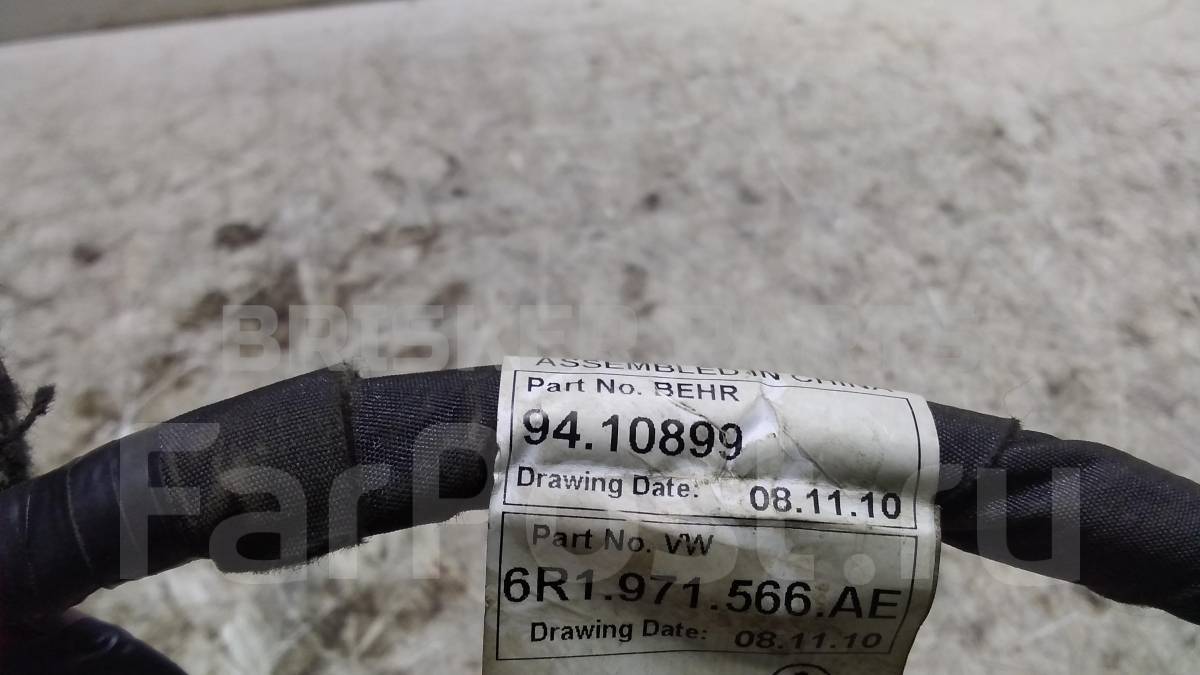 ASSEMBLED IN CHINA
Part No. BEHR
94.10899
Drawing Date: 08.11.10
Part No. VW
6R1.971.566.AE
Drawing Date: 08.11.10
FarPost.ru